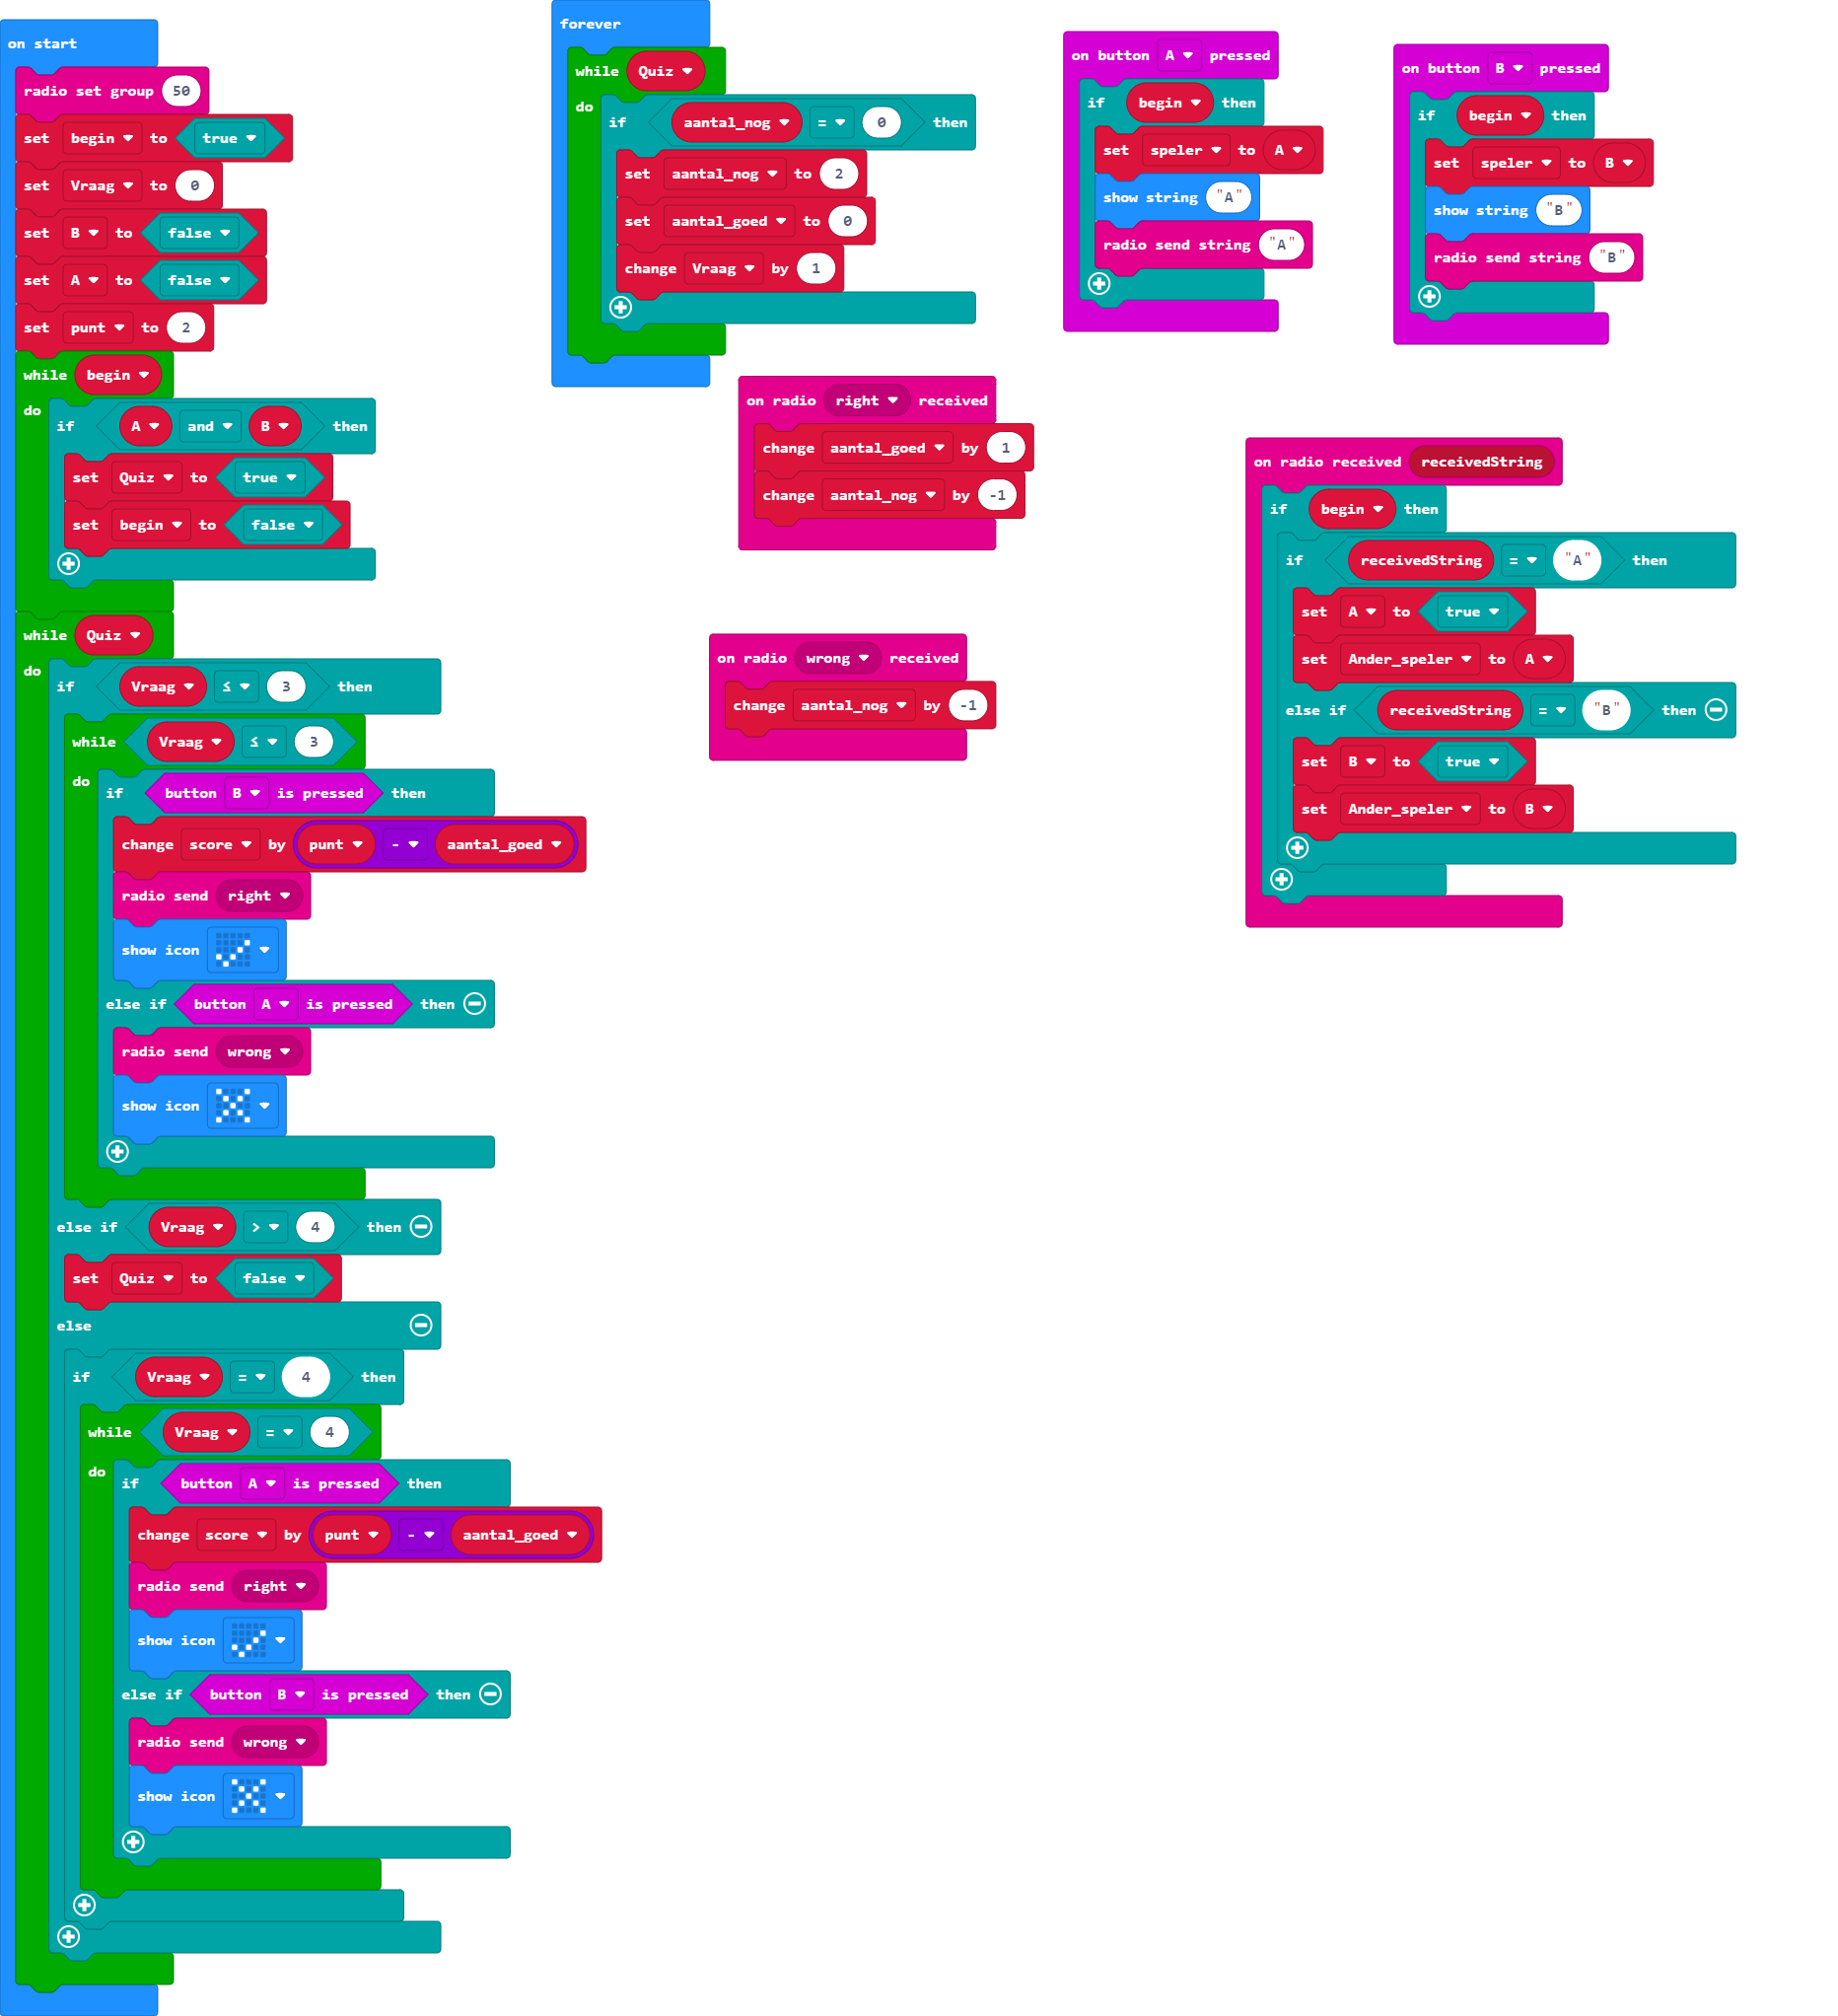 on start
radio set group 50
set begin to true
set Vraag to 0
set B to false
set A to false
set punt to 2
while begin
do if A and B then
set Quiz to true
set begin to false
while Quiz
do if Vraag ≤ 3 then
while Vraag ≤ 3
do if button B is pressed then
change score by punt - aantal_goed
radio send right
show icon
else if button A is pressed then
radio send wrong
show icon
else if Vraag > 4 then
set Quiz to false
else
if Vraag = 4 then
while Vraag = 4
do if button A is pressed then
change score by punt - aantal_goed
radio send right
show icon
else if button B is pressed then
radio send wrong
show icon
forever
while Quiz
do if aantal_nog = 0 then
set aantal_nog to 2
set aantal_goed to 0
change Vraag by 1
on radio right received
change aantal_goed by 1
change aantal_nog by -1
on radio wrong received
change aantal_nog by -1
on button A pressed
if begin then
set speler to A
show string "A"
radio send string "A"
on button B pressed
if begin then
set speler to B
show string "B"
radio send string "B"
on radio received receivedString
if begin then
if receivedString = "A" then
set A to true
set Ander_speler to A
else if receivedString = "B" then
set B to true
set Ander_speler to B